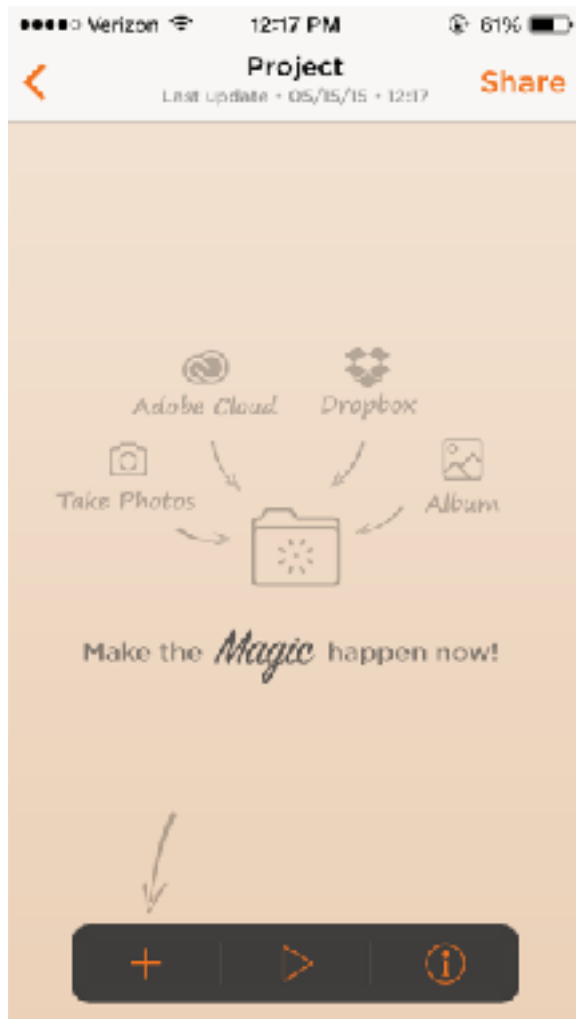 Verizon 12:17 PM 61%
Project
Last update • 05/15/15 • 12:17
Share
Adobe Cloud
Dropbox
Take Photos
Album
Make the Magic happen now!